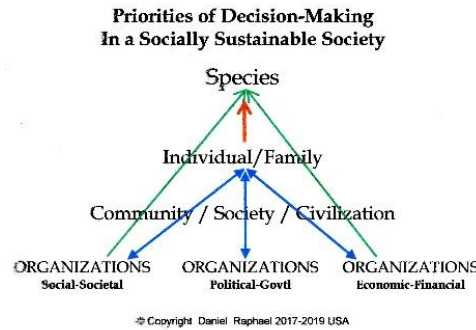 Priorities of Decision-Making
In a Socially Sustainable Society
Species
Individual/Family
Community / Society / Civilization
ORGANIZATIONS ORGANIZATIONS ORGANIZATIONS
Social-Societal Political-Govtl Economic-Financial
© Copyright Daniel Raphael 2017-2019 USA